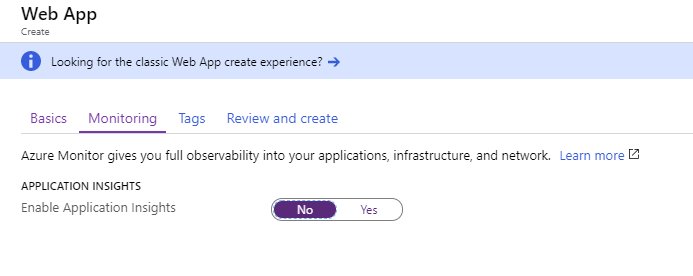 Web App
Create
Looking for the classic Web App create experience? →
Basics Monitoring Tags Review and create
Azure Monitor gives you full observability into your applications, infrastructure, and network. Learn more
APPLICATION INSIGHTS
Enable Application Insights No Yes